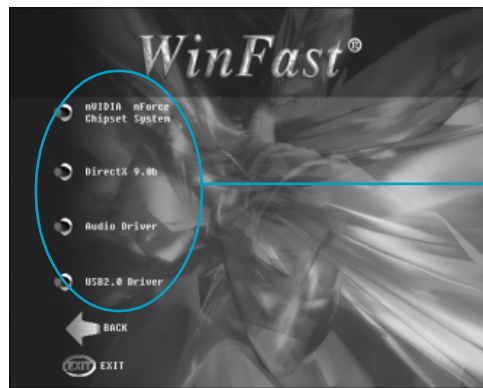 WinFast®
nVIDIA nForce
Chipset System
DirectX 9.0b
Audio Driver
USB2.0 Driver
BACK
EXIT EXIT